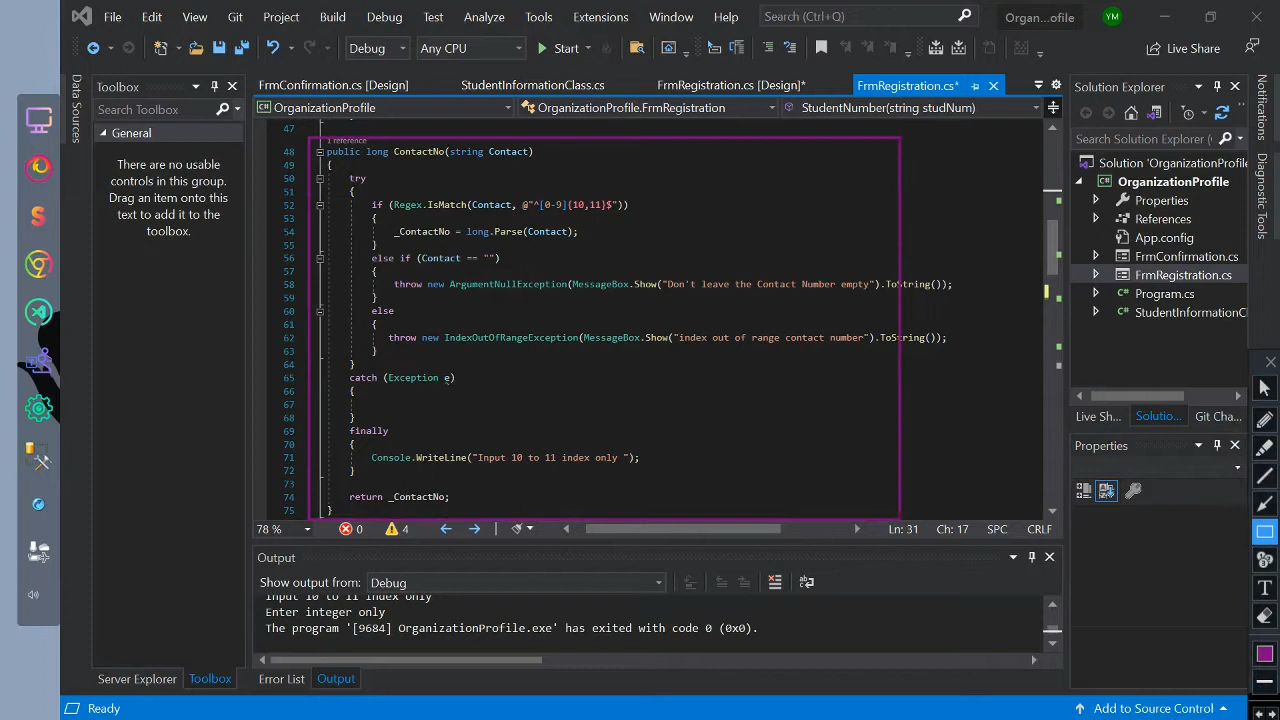 File Edit View Git Project Build Debug Test Analyze Tools Extensions Window Help Search (Ctrl+Q) Organ...ofile YM
Debug Any CPU Start Live Share
Data Sources
Toolbox
Search Toolbox
General
There are no usable
controls in this group.
Drag an item onto this
text to add it to the
toolbox.
FrmConfirmation.cs [Design] StudentInformationClass.cs FrmRegistration.cs [Design]* FrmRegistration.cs*
OrganizationProfile OrganizationProfile.FrmRegistration StudentNumber(string studNum)
47
1 reference
48 public long ContactNo(string Contact)
49 {
50 try
51 {
52 if (Regex.IsMatch(Contact, @"^[0-9]{10,11}$"))
53 {
54 _ContactNo = long.Parse(Contact);
55 }
56 else if (Contact == "")
57 {
58 throw new ArgumentNullException(MessageBox.Show("Don't leave the Contact Number empty").ToString());
59 }
60 else
61 {
62 throw new IndexOutOfRangeException(MessageBox.Show("index out of range contact number").ToString());
63 }
64 }
65 catch (Exception e)
66 {
67
68 }
69 finally
70 {
71 Console.WriteLine("Input 10 to 11 index only ");
72 }
73
74 return _ContactNo;
75 }
78 % 0 4 Ln: 31 Ch: 17 SPC CRLF
Output
Show output from: Debug
Input 10 to 11 index only
Enter integer only
The program '[9684] OrganizationProfile.exe' has exited with code 0 (0x0).
Server Explorer Toolbox Error List Output
Solution Explorer
Search Solution Explorer
Solution 'OrganizationProfile
OrganizationProfile
Properties
References
App.config
FrmConfirmation.cs
FrmRegistration.cs
Program.cs
StudentInformationCl
Live Sh... Solutio... Git Cha...
Properties
Notifications
Diagnostic Tools
Ready Add to Source Control